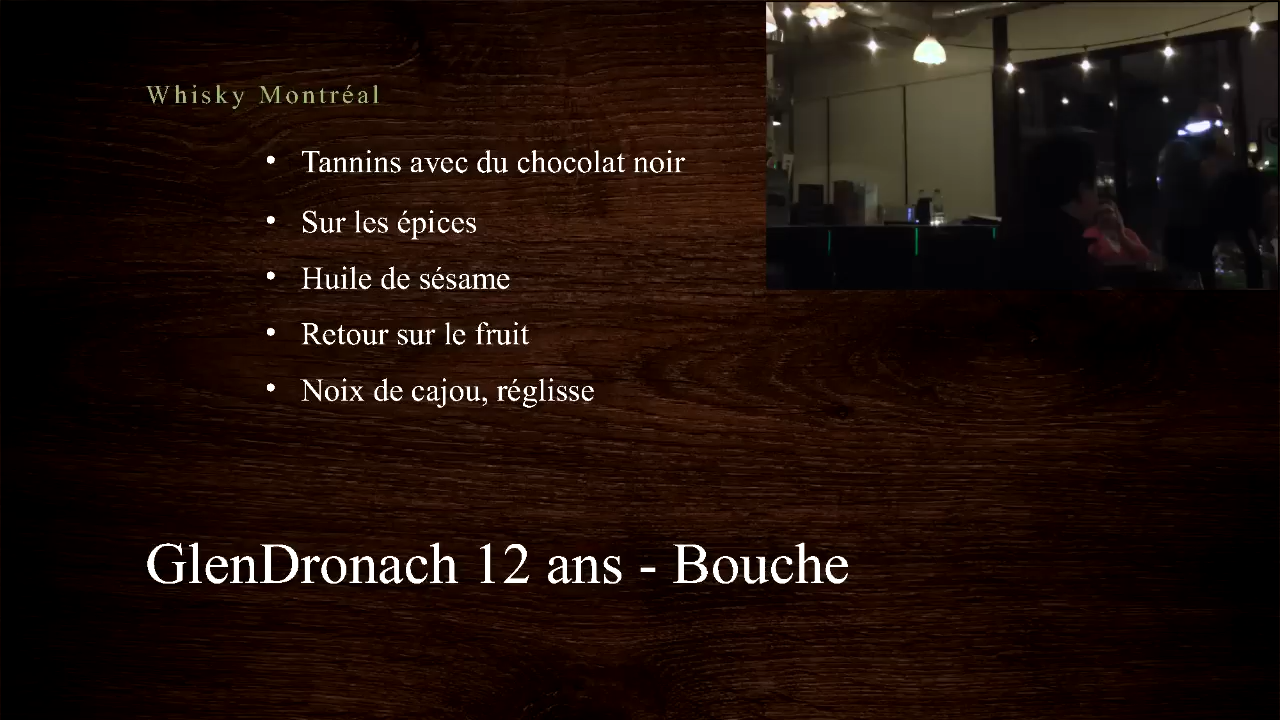 Whisky Montréal
• Tannins avec du chocolat noir
• Sur les épices
• Huile de sésame
• Retour sur le fruit
• Noix de cajou, réglisse
GlenDronach 12 ans - Bouche